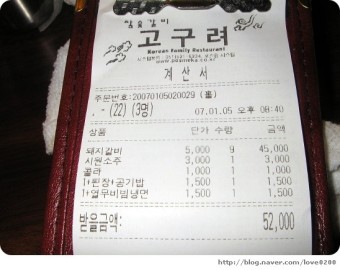 참숯갈비
고구려
Korean Family Restaurant
계산서
주문번호:20070105020029 (홀)
- (22) (3명) 07.01.05 오후 08:40
상품 단가 수량 금액
돼지갈비 5,000 9 45,000
시원소주 3,000 1 3,000
콜라 1,000 1 1,000
1+된장+공기밥 1,500 1 1,500
1+열무비빔냉면 1,500 1 1,500
받을금액: 52,000
http://blog.naver.com/love0208